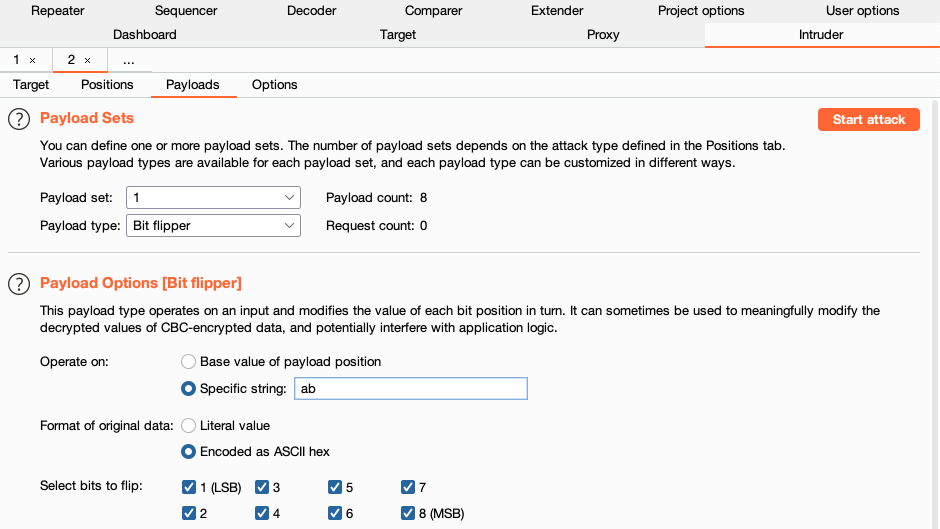 Repeater Sequencer Decoder Comparer Extender Project options User options
Dashboard Target Proxy Intruder
1 × 2 × ...
Target Positions Payloads Options
? Payload Sets Start attack
You can define one or more payload sets. The number of payload sets depends on the attack type defined in the Positions tab.
Various payload types are available for each payload set, and each payload type can be customized in different ways.
Payload set: 1 Payload count: 8
Payload type: Bit flipper Request count: 0
? Payload Options [Bit flipper]
This payload type operates on an input and modifies the value of each bit position in turn. It can sometimes be used to meaningfully modify the
decrypted values of CBC-encrypted data, and potentially interfere with application logic.
Operate on: Base value of payload position
Specific string: ab
Format of original data: Literal value
Encoded as ASCII hex
Select bits to flip: 1 (LSB) 3 5 7
2 4 6 8 (MSB)